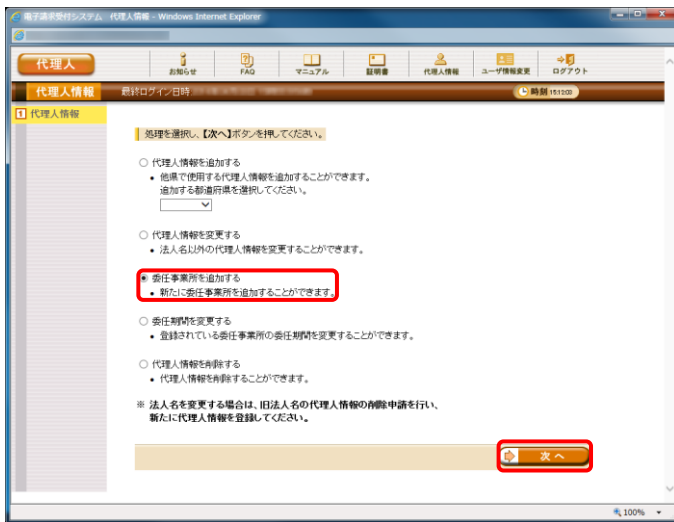 電子請求受付システム 代理人情報 - Windows Internet Explorer
代理人
お知らせ
FAQ
マニュアル
証明書
代理人情報
ユーザ情報変更
ログアウト
代理人情報
最終ログイン日時
時刻 15:12:00
1 代理人情報
処理を選択し、【次へ】ボタンを押してください。
代理人情報を追加する
• 他県で使用する代理人情報を追加することができます。
追加する都道府県を選択してください。
代理人情報を変更する
• 法人名以外の代理人情報を変更することができます。
委任事業所を追加する
• 新たに委任事業所を追加することができます。
委任期間を変更する
• 登録されている委任事業所の委任期間を変更することができます。
代理人情報を削除する
• 代理人情報を削除することができます。
※ 法人名を変更する場合は、旧法人名の代理人情報の削除申請を行い、
新たに代理人情報を登録してください。
次へ
100%